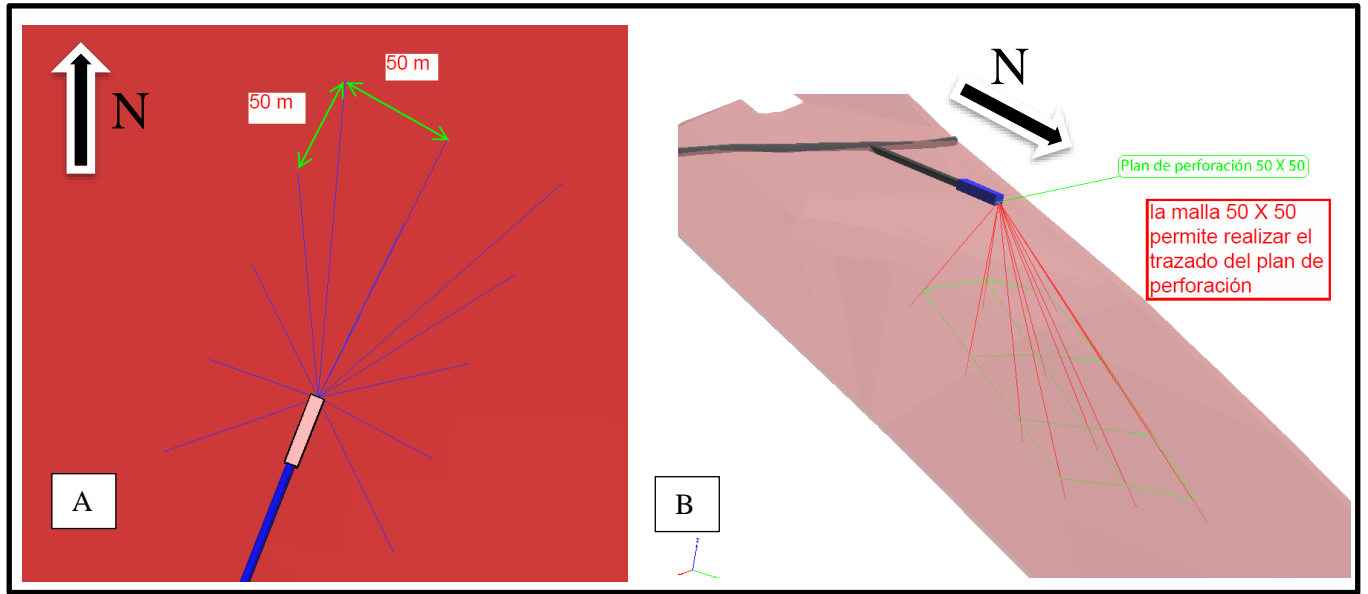 N
50 m
50 m
A
N
Plan de perforación 50 X 50
la malla 50 X 50
permite realizar el
trazado del plan de
perforación
B